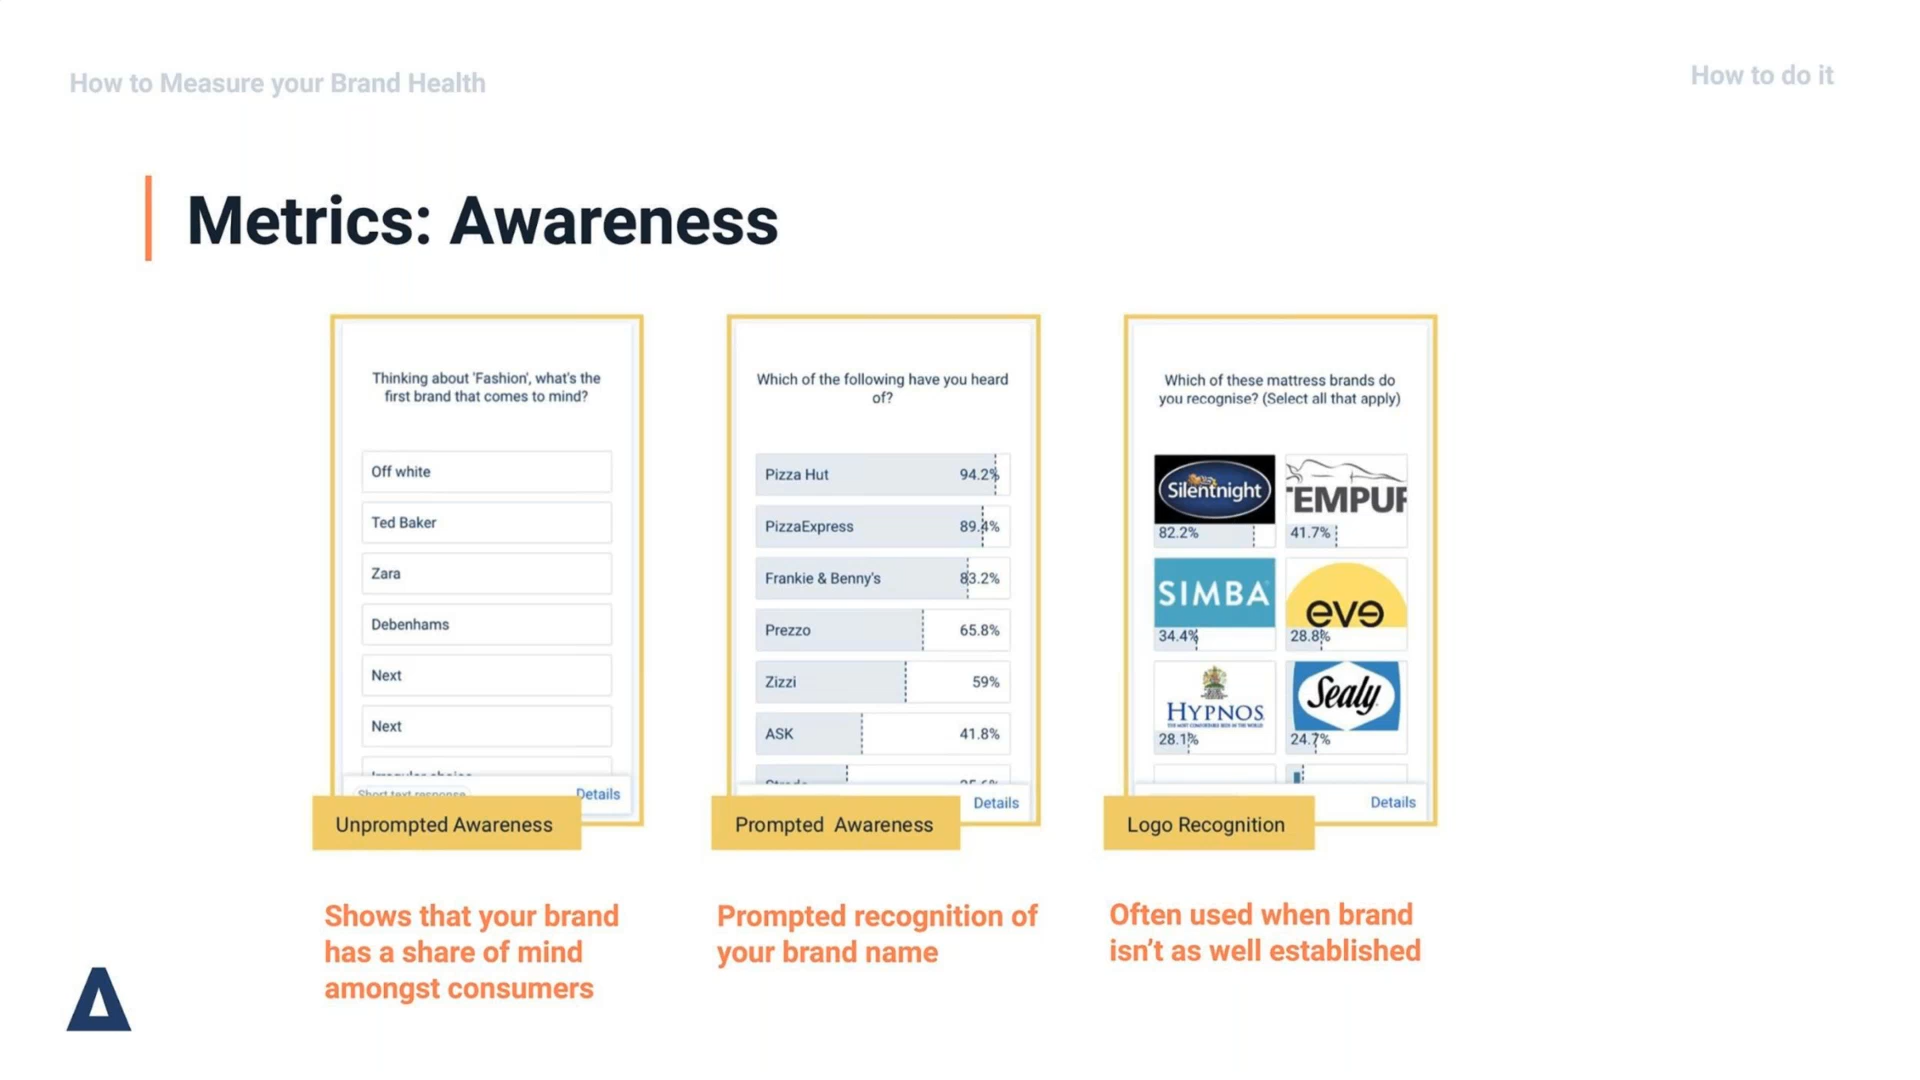 How to Measure your Brand Health
How to do it
Metrics: Awareness
Thinking about 'Fashion', what's the
first brand that comes to mind?
Off white
Ted Baker
Zara
Debenhams
Next
Next
Short text response
Details
Unprompted Awareness
Shows that your brand
has a share of mind
amongst consumers
Which of the following have you heard
of?
Pizza Hut 94.2%
PizzaExpress 89.4%
Frankie & Benny's 83.2%
Prezzo 65.8%
Zizzi 59%
ASK 41.8%
Details
Prompted Awareness
Prompted recognition of
your brand name
Which of these mattress brands do
you recognise? (Select all that apply)
Silentnight
TEMPUR
82.2% 41.7%
SIMBA
eve
34.4% 28.8%
HYPNOS
Sealy
28.1% 24.7%
Details
Logo Recognition
Often used when brand
isn't as well established